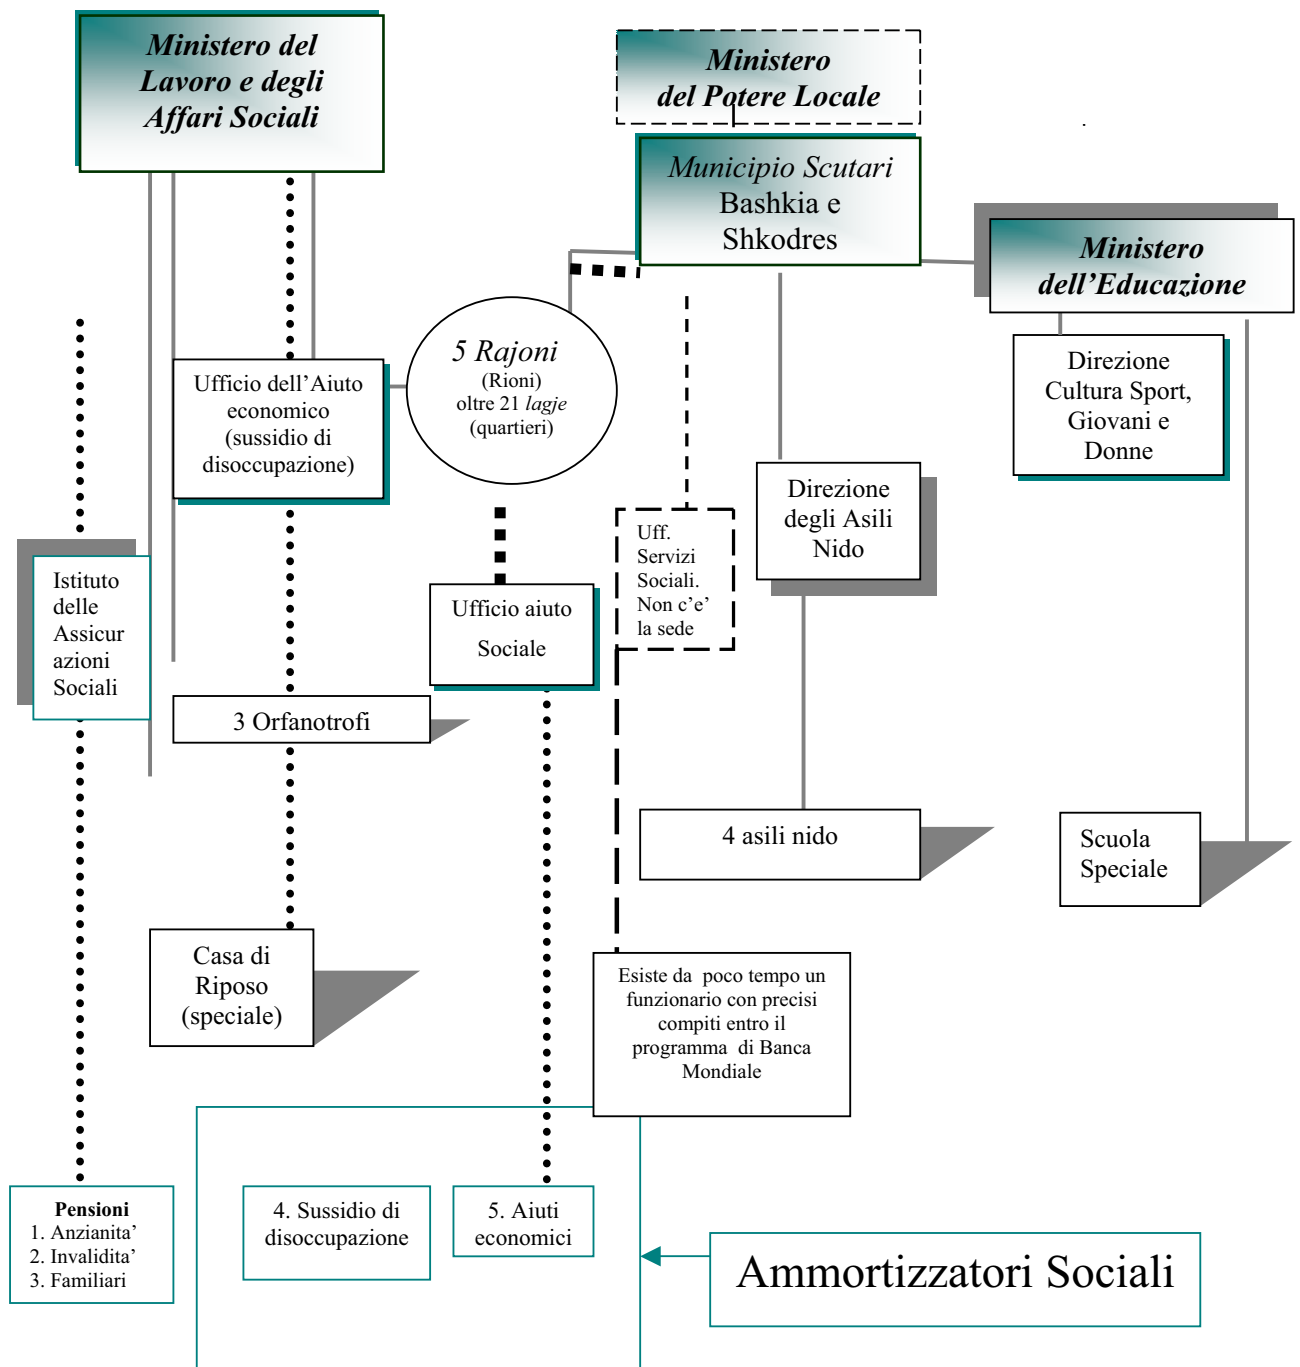 Ministero del
Lavoro e degli
Affari Sociali
Ministero
del Potere Locale
Municipio Scutari
Bashkia e
Shkodres
Ministero
dell’Educazione
5 Rajoni
(Rioni)
oltre 21 lagje
(quartieri)
Ufficio dell’Aiuto
economico
(sussidio di
disoccupazione)
Direzione
Cultura Sport,
Giovani e
Donne
Direzione
degli Asili
Nido
Uff.
Servizi
Sociali.
Non c’e’
la sede
Istituto
delle
Assicur
azioni
Sociali
Ufficio aiuto
Sociale
3 Orfanotrofi
4 asili nido
Scuola
Speciale
Casa di
Riposo
(speciale)
Esiste da poco tempo un
funzionario con precisi
compiti entro il
programma di Banca
Mondiale
Pensioni
1. Anzianita’
2. Invalidita’
3. Familiari
4. Sussidio di
disoccupazione
5. Aiuti
economici
Ammortizzatori Sociali